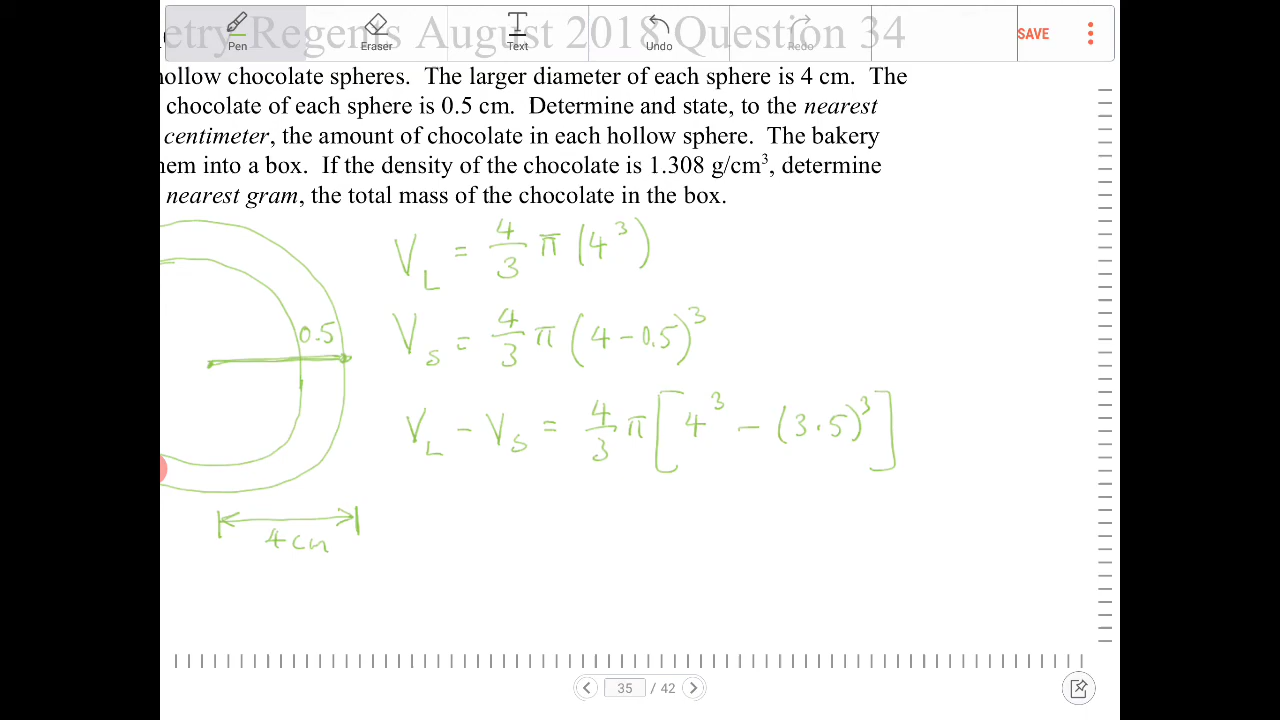 etry Regents August 2018 Question 34
Pen Eraser Text Undo Redo SAVE
hollow chocolate spheres. The larger diameter of each sphere is 4 cm. The
chocolate of each sphere is 0.5 cm. Determine and state, to the nearest
centimeter, the amount of chocolate in each hollow sphere. The bakery
hem into a box. If the density of the chocolate is 1.308 g/cm³, determine
nearest gram, the total mass of the chocolate in the box.
V_L = 4/3 π (4³)
0.5
V_S = 4/3 π (4 - 0.5)³
V_L - V_S = 4/3 π [4³ - (3.5)³]
4 cm
35 / 42